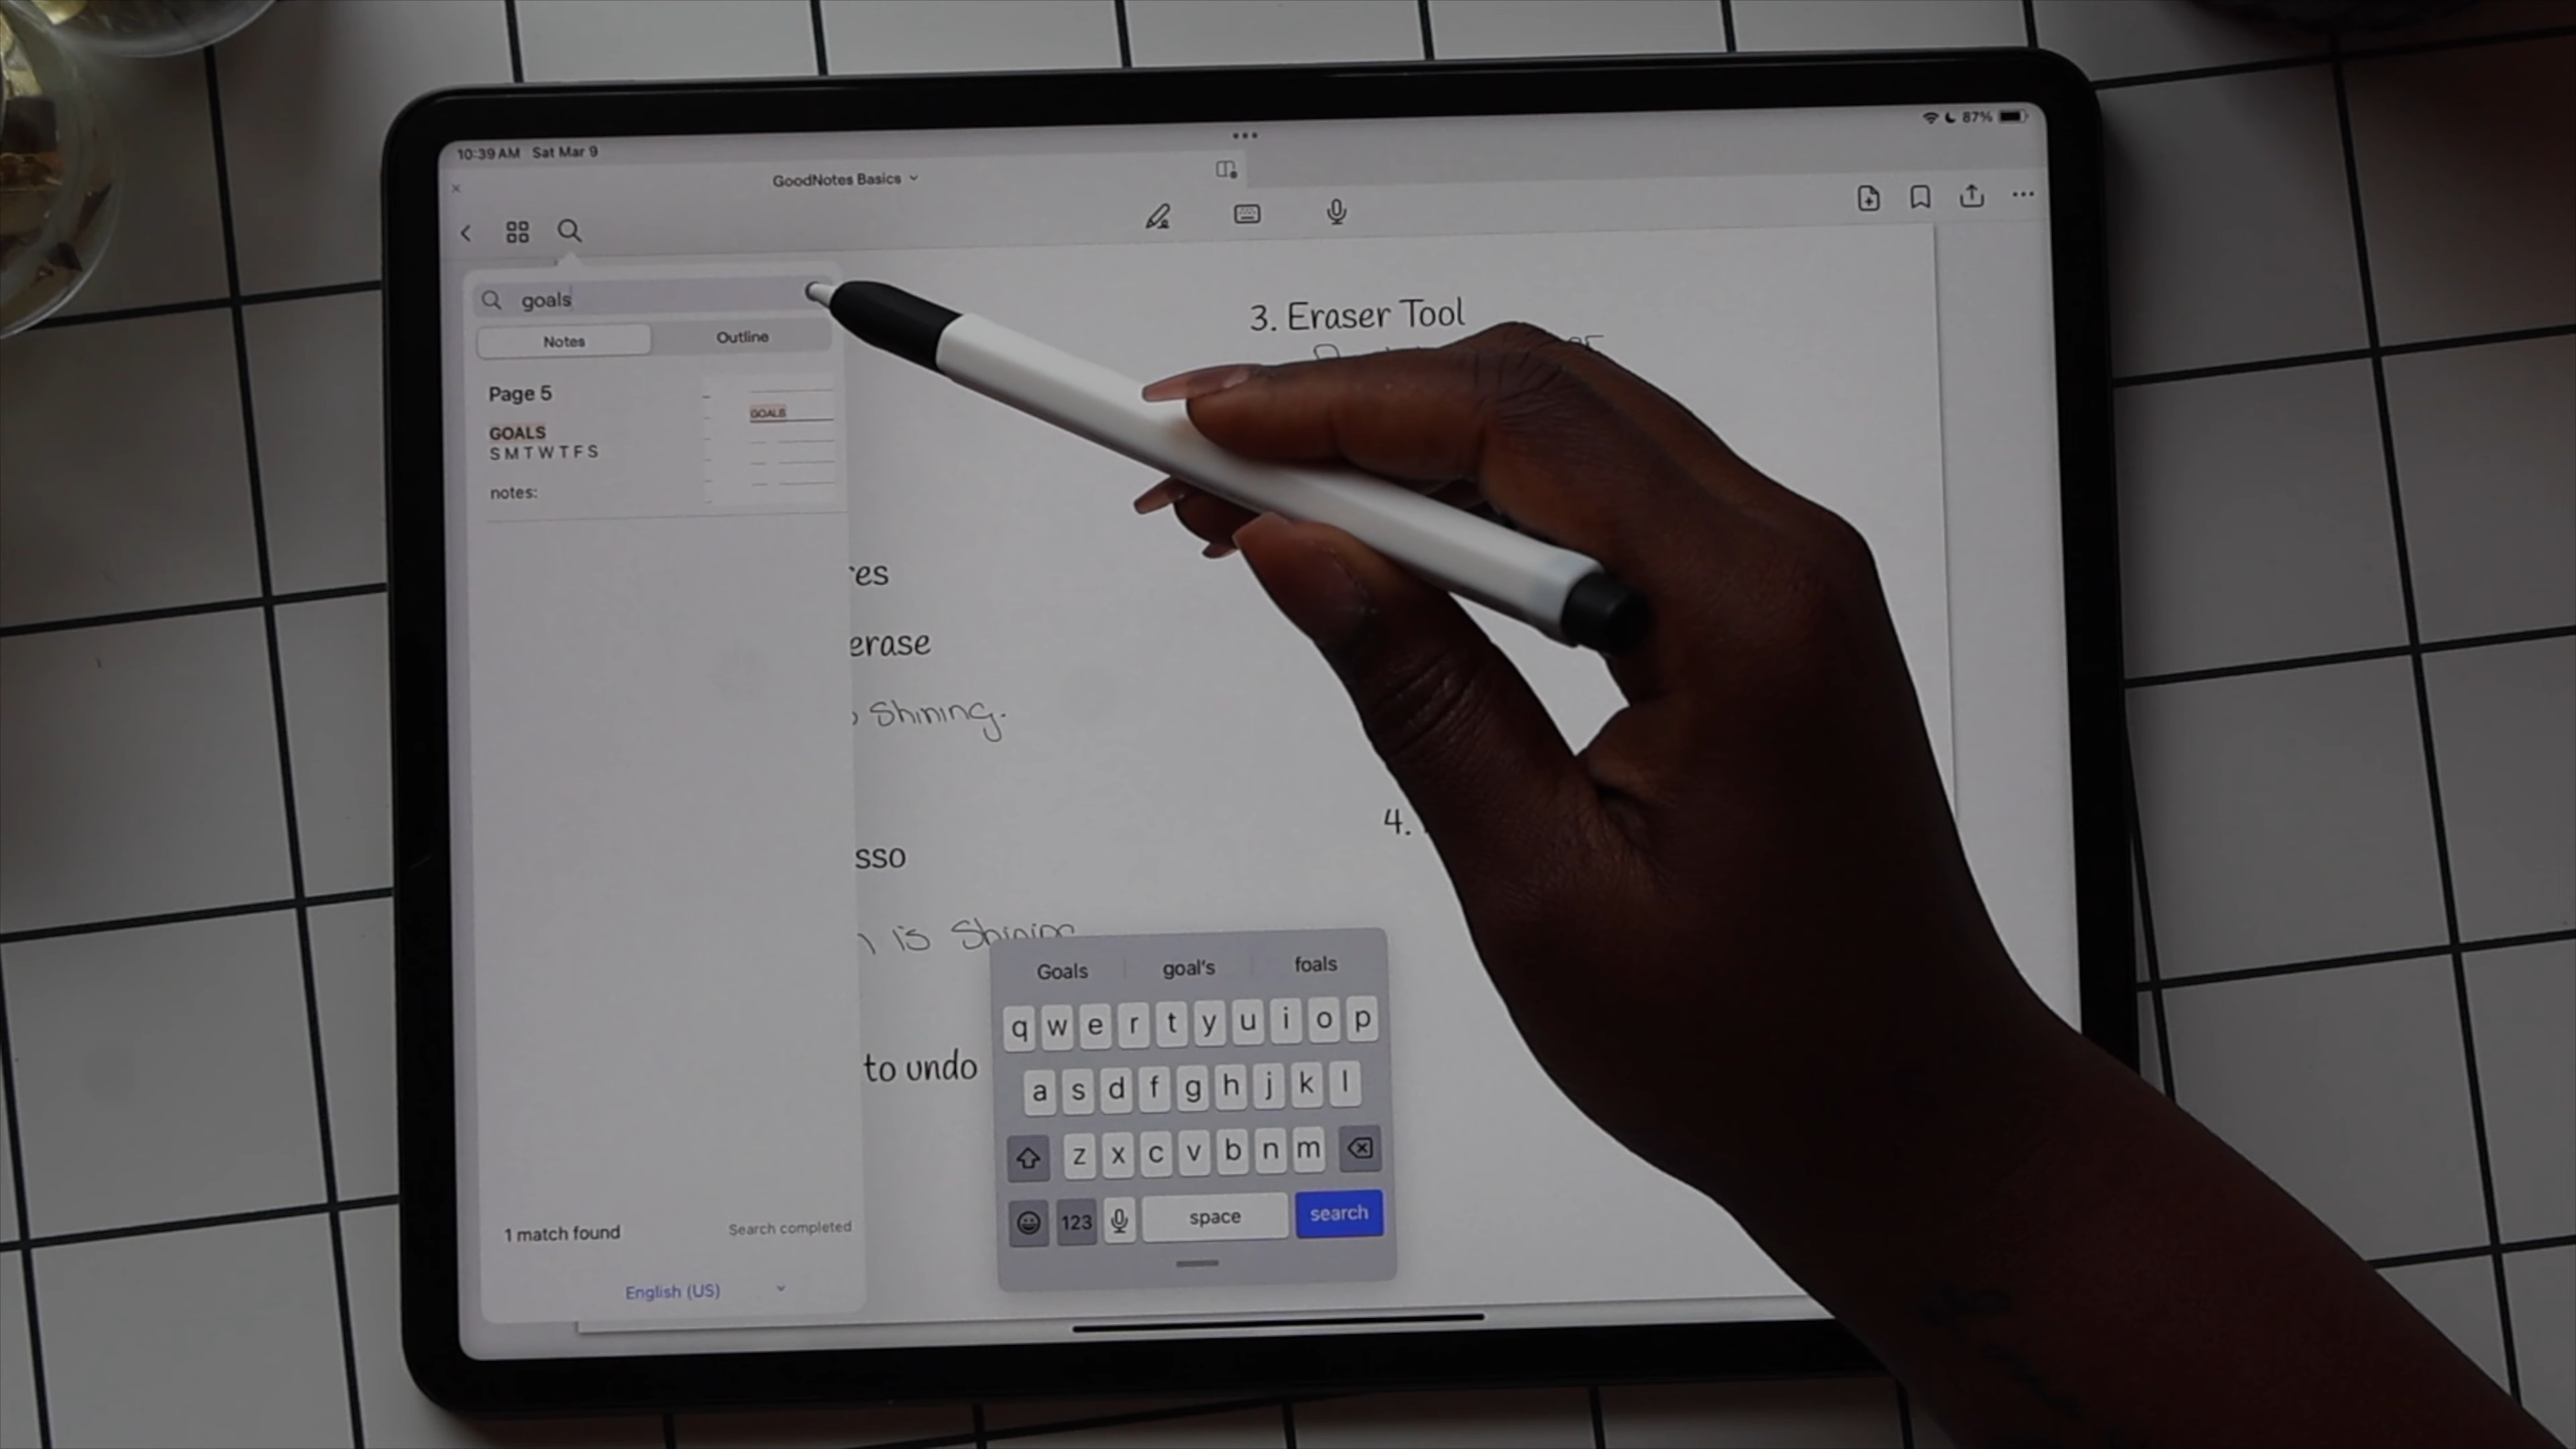 10:39 AM Sat Mar 9
87%
GoodNotes Basics
goals
Notes Outline
Page 5
GOALS
S M T W T F S
notes:
GOALS
3. Eraser Tool
res
erase
Shining.
4.
sso
is Shining
to undo
Goals goal's foals
q w e r t y u i o p
a s d f g h j k l
z x c v b n m
123 space search
1 match found Search completed
English (US)